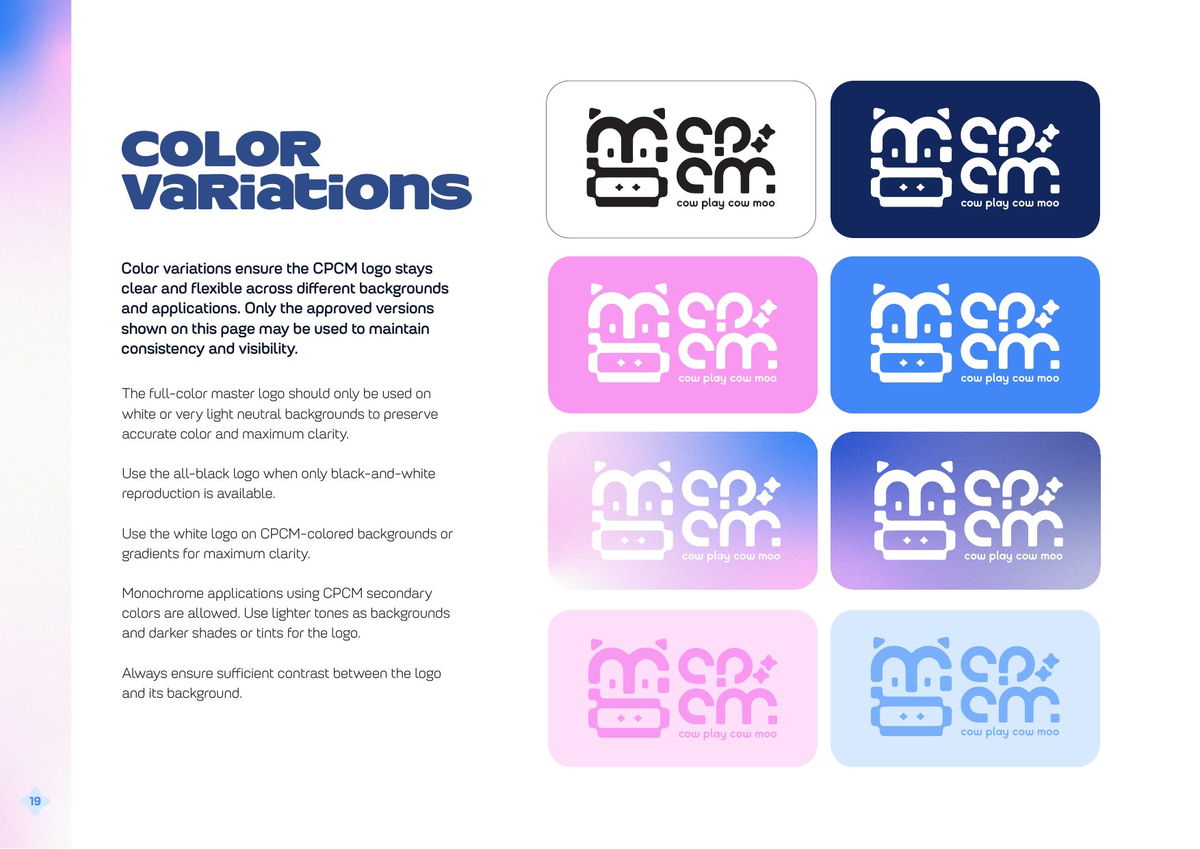 COLOR
VaRiations
Color variations ensure the CPCM logo stays
clear and flexible across different backgrounds
and applications. Only the approved versions
shown on this page may be used to maintain
consistency and visibility.
The full-color master logo should only be used on
white or very light neutral backgrounds to preserve
accurate color and maximum clarity.
Use the all-black logo when only black-and-white
reproduction is available.
Use the white logo on CPCM-colored backgrounds or
gradients for maximum clarity.
Monochrome applications using CPCM secondary
colors are allowed. Use lighter tones as backgrounds
and darker shades or tints for the logo.
Always ensure sufficient contrast between the logo
and its background.
19
cp
cm
cow play cow moo
cp
cm
cow play cow moo
cp
cm
cow play cow moo
cp
cm
cow play cow moo
cp
cm
cow play cow moo
cp
cm
cow play cow moo
cp
cm
cow play cow moo
cp
cm
cow play cow moo